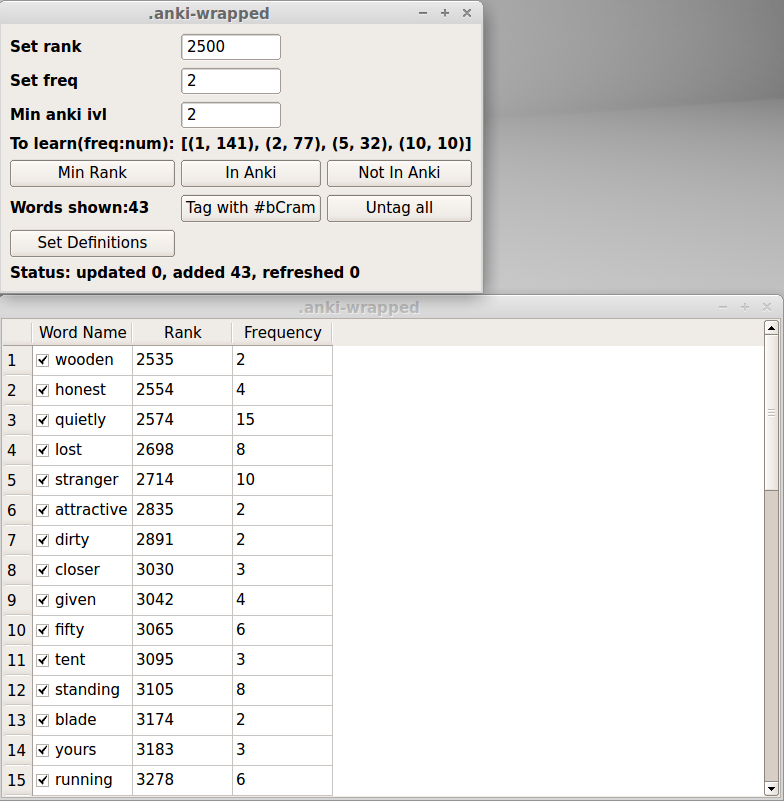 .anki-wrapped
Set rank 2500
Set freq 2
Min anki ivl 2
To learn(freq:num): [(1, 141), (2, 77), (5, 32), (10, 10)]
Min Rank In Anki Not In Anki
Words shown:43 Tag with #bCram Untag all
Set Definitions
Status: updated 0, added 43, refreshed 0
.anki-wrapped
Word Name Rank Frequency
1 wooden 2535 2
2 honest 2554 4
3 quietly 2574 15
4 lost 2698 8
5 stranger 2714 10
6 attractive 2835 2
7 dirty 2891 2
8 closer 3030 3
9 given 3042 4
10 fifty 3065 6
11 tent 3095 3
12 standing 3105 8
13 blade 3174 2
14 yours 3183 3
15 running 3278 6